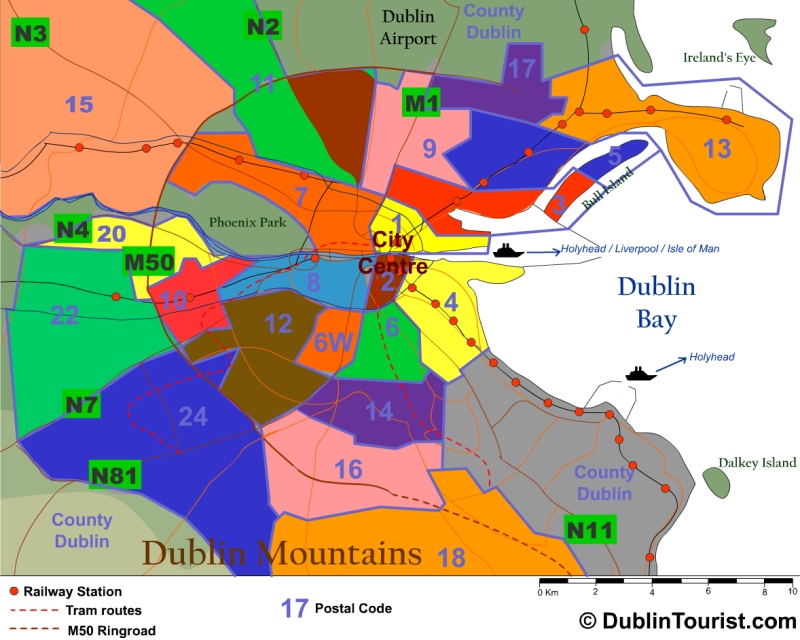 N3
N2
Dublin
Airport
County
Dublin
Ireland's Eye
17
11
15
M1
9
13
5
7
3
Bull Island
Phoenix Park
1
N4
20
City
Centre
Holyhead / Liverpool / Isle of Man
M50
10
8
2
Dublin
Bay
22
12
6W
6
4
Holyhead
N7
24
14
N81
16
County
Dublin
Dalkey Island
County
Dublin
N11
Dublin Mountains
18
Railway Station
Tram routes
M50 Ringroad
17 Postal Code
0 Km 2 4 6 8 10
© DublinTourist.com